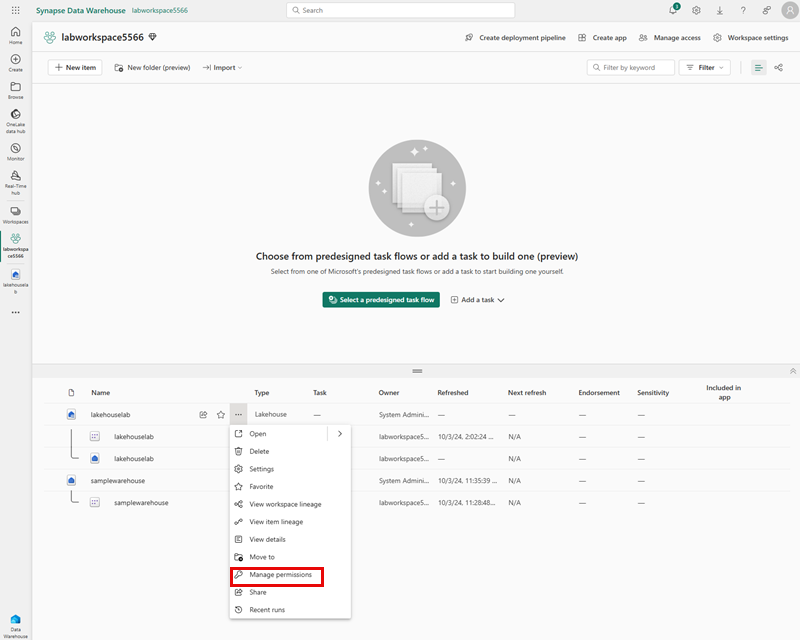 Synapse Data Warehouse labworkspace5566
Search
3
Home
Create
Browse
OneLake data hub
Monitor
Real-Time hub
Workspaces
labworkspa
ce5566
lakehousela
b
Data
Warehouse
labworkspace5566
Create deployment pipeline Create app Manage access Workspace settings
New item New folder (preview) Import Filter by keyword Filter
Choose from predesigned task flows or add a task to build one (preview)
Select from one of Microsoft's predesigned task flows or add a task to start building one yourself.
Select a predesigned task flow Add a task
Name Type Task Owner Refreshed Next refresh Endorsement Sensitivity Included in app
lakehouselab ... Lakehouse — System Admini... — — — —
lakehouselab labworkspace5... 10/3/24, 2:02:24 ... N/A — —
lakehouselab labworkspace5... — N/A — —
samplewarehouse System Admini... 10/3/24, 11:35:39 ... N/A — —
samplewarehouse labworkspace5... 10/3/24, 11:28:48... N/A — —
Open
Delete
Settings
Favorite
View workspace lineage
View item lineage
View details
Move to
Manage permissions
Share
Recent runs